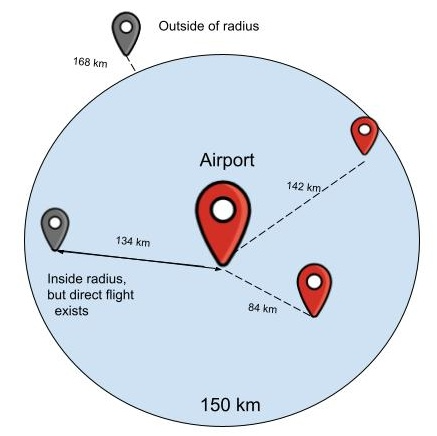 Outside of radius
168 km
Airport
142 km
134 km
Inside radius,
but direct flight
exists
84 km
150 km